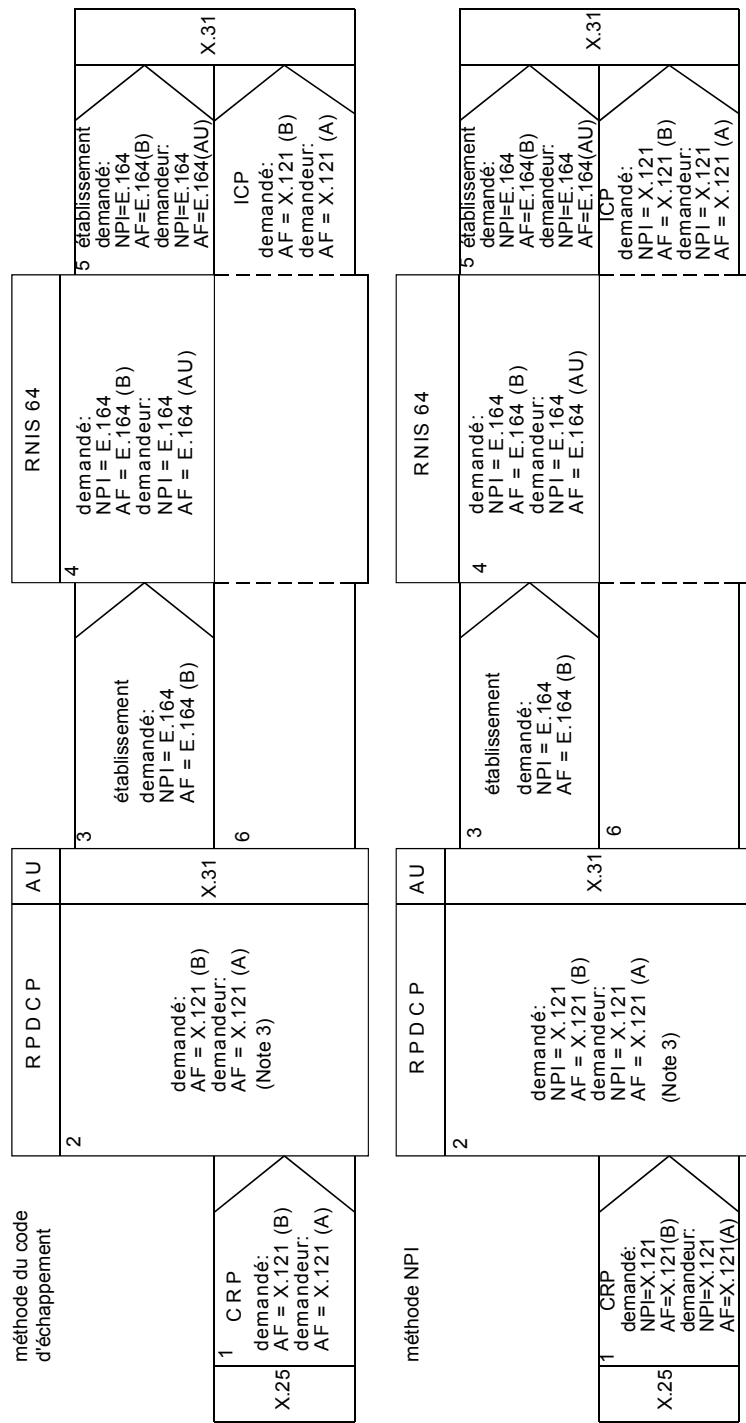 méthode du code
d'échappement
R P D C P
AU
RNIS 64
X.25
1
C R P
demandé:
AF = X.121 (B)
demandeur:
AF = X.121 (A)
2
demandé:
AF = X.121 (B)
demandeur:
AF = X.121 (A)
(Note 3)
X.31
3
établissement
demandé:
NPI = E.164
AF = E.164 (B)
6
4
demandé:
NPI = E.164
AF = E.164 (B)
demandeur:
NPI = E.164
AF = E.164 (AU)
5
établissement
demandé:
NPI=E.164
AF=E.164(B)
demandeur:
NPI=E.164
AF=E.164(AU)
ICP
demandé:
AF = X.121 (B)
demandeur:
AF = X.121 (A)
X.31
méthode NPI
R P D C P
AU
RNIS 64
X.25
1
CRP
demandé:
NPI=X.121
AF=X.121(B)
demandeur:
NPI=X.121
AF=X.121(A)
2
demandé:
NPI = X.121
AF = X.121 (B)
demandeur:
NPI = X.121
AF = X.121 (A)
(Note 3)
X.31
3
établissement
demandé:
NPI = E.164
AF = E.164 (B)
6
4
demandé:
NPI = E.164
AF = E.164 (B)
demandeur:
NPI = E.164
AF = E.164 (AU)
5
établissement
demandé:
NPI=E.164
AF=E.164(B)
demandeur:
NPI=E.164
AF=E.164(AU)
ICP
demandé:
NPI = X.121
AF = X.121 (B)
demandeur:
NPI = X.121
AF = X.121 (A)
X.31